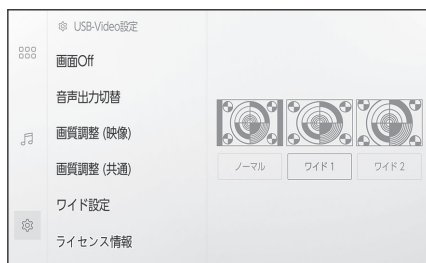 USB-Video設定
画面Off
音声出力切替
画質調整 (映像)
画質調整 (共通)
ワイド設定
ライセンス情報
ノーマル
ワイド 1
ワイド 2